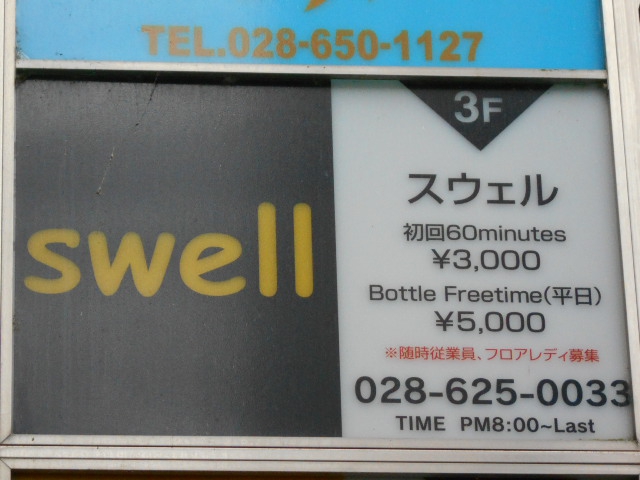 TEL.028-650-1127
swell
3F
スウェル
初回60minutes
¥3,000
Bottle Freetime(平日)
¥5,000
※随時従業員、フロアレディ募集
028-625-0033
TIME PM8:00~Last